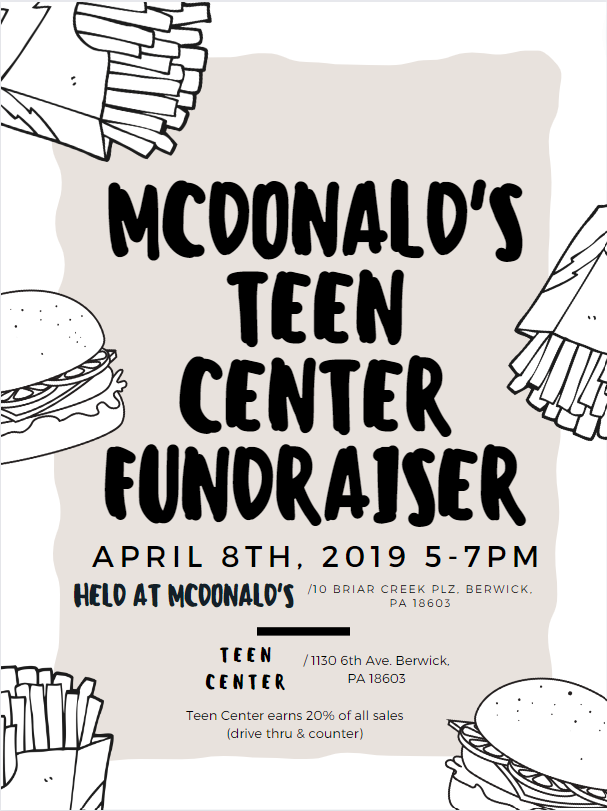 MCDONALD'S
TEEN
CENTER
FUNDRAISER
APRIL 8TH, 2019 5-7PM
HELD AT MCDONALD'S /10 BRIAR CREEK PLZ, BERWICK,
PA 18603
TEEN
CENTER
/ 1130 6th Ave. Berwick,
PA 18603
Teen Center earns 20% of all sales
(drive thru & counter)